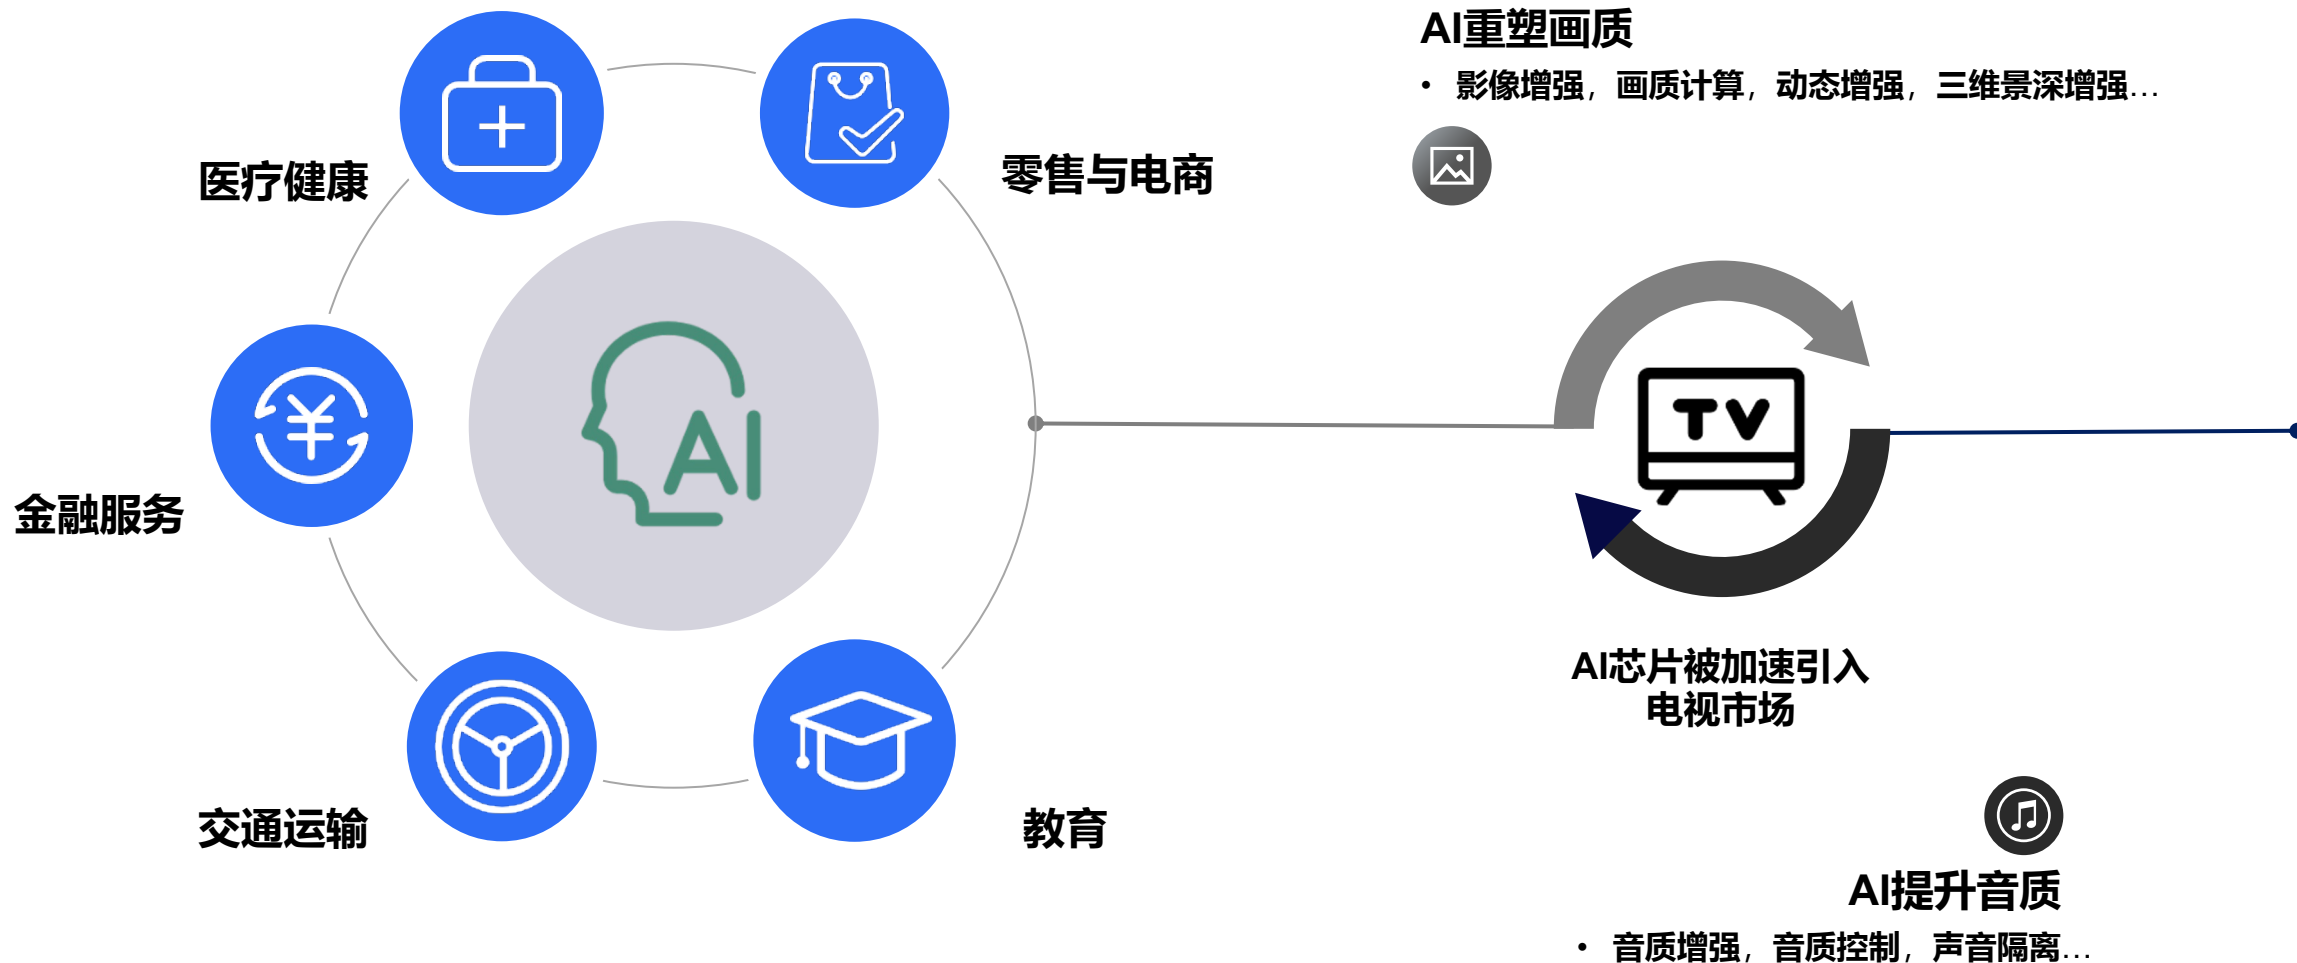 AI重塑画质
• 影像增强，画质计算，动态增强，三维景深增强…
医疗健康
零售与电商
AI
TV
金融服务
AI芯片被加速引入
电视市场
交通运输
教育
AI提升音质
• 音质增强，音质控制，声音隔离…